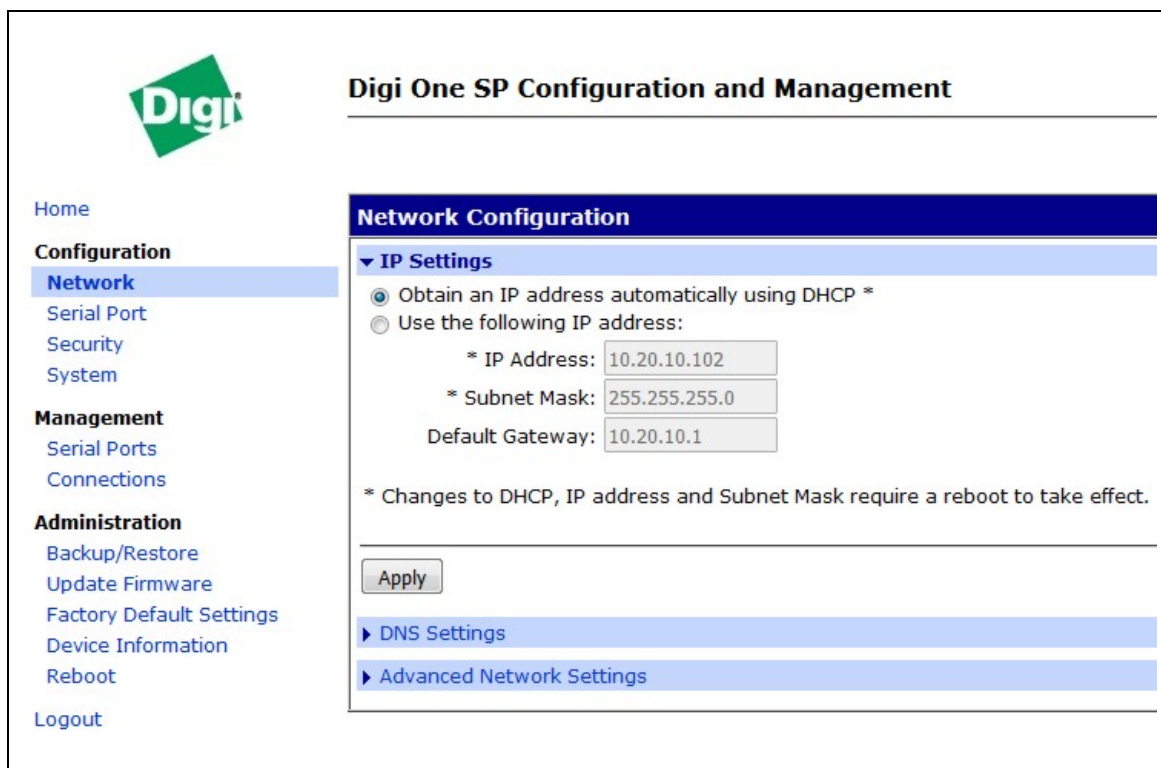 Digi
Digi One SP Configuration and Management
Home
Configuration
Network
Serial Port
Security
System
Management
Serial Ports
Connections
Administration
Backup/Restore
Update Firmware
Factory Default Settings
Device Information
Reboot
Logout
Network Configuration
IP Settings
Obtain an IP address automatically using DHCP *
Use the following IP address:
* IP Address: 10.20.10.102
* Subnet Mask: 255.255.255.0
Default Gateway: 10.20.10.1
* Changes to DHCP, IP address and Subnet Mask require a reboot to take effect.
Apply
DNS Settings
Advanced Network Settings